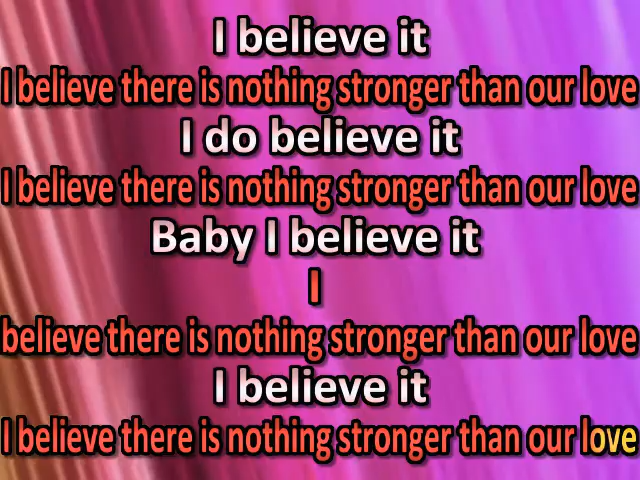 I believe it
I believe there is nothing stronger than our love
I do believe it
I believe there is nothing stronger than our love
Baby I believe it
I
believe there is nothing stronger than our love
I believe it
I believe there is nothing stronger than our love